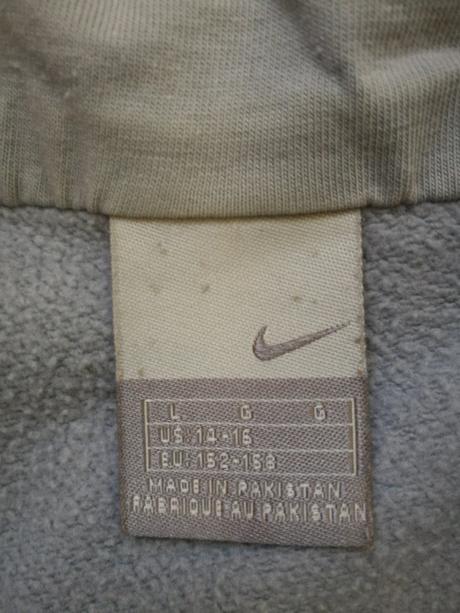 L G G
US: 14-16
EU: 152-158
MADE IN PAKISTAN
FABRIQUE AU PAKISTAN